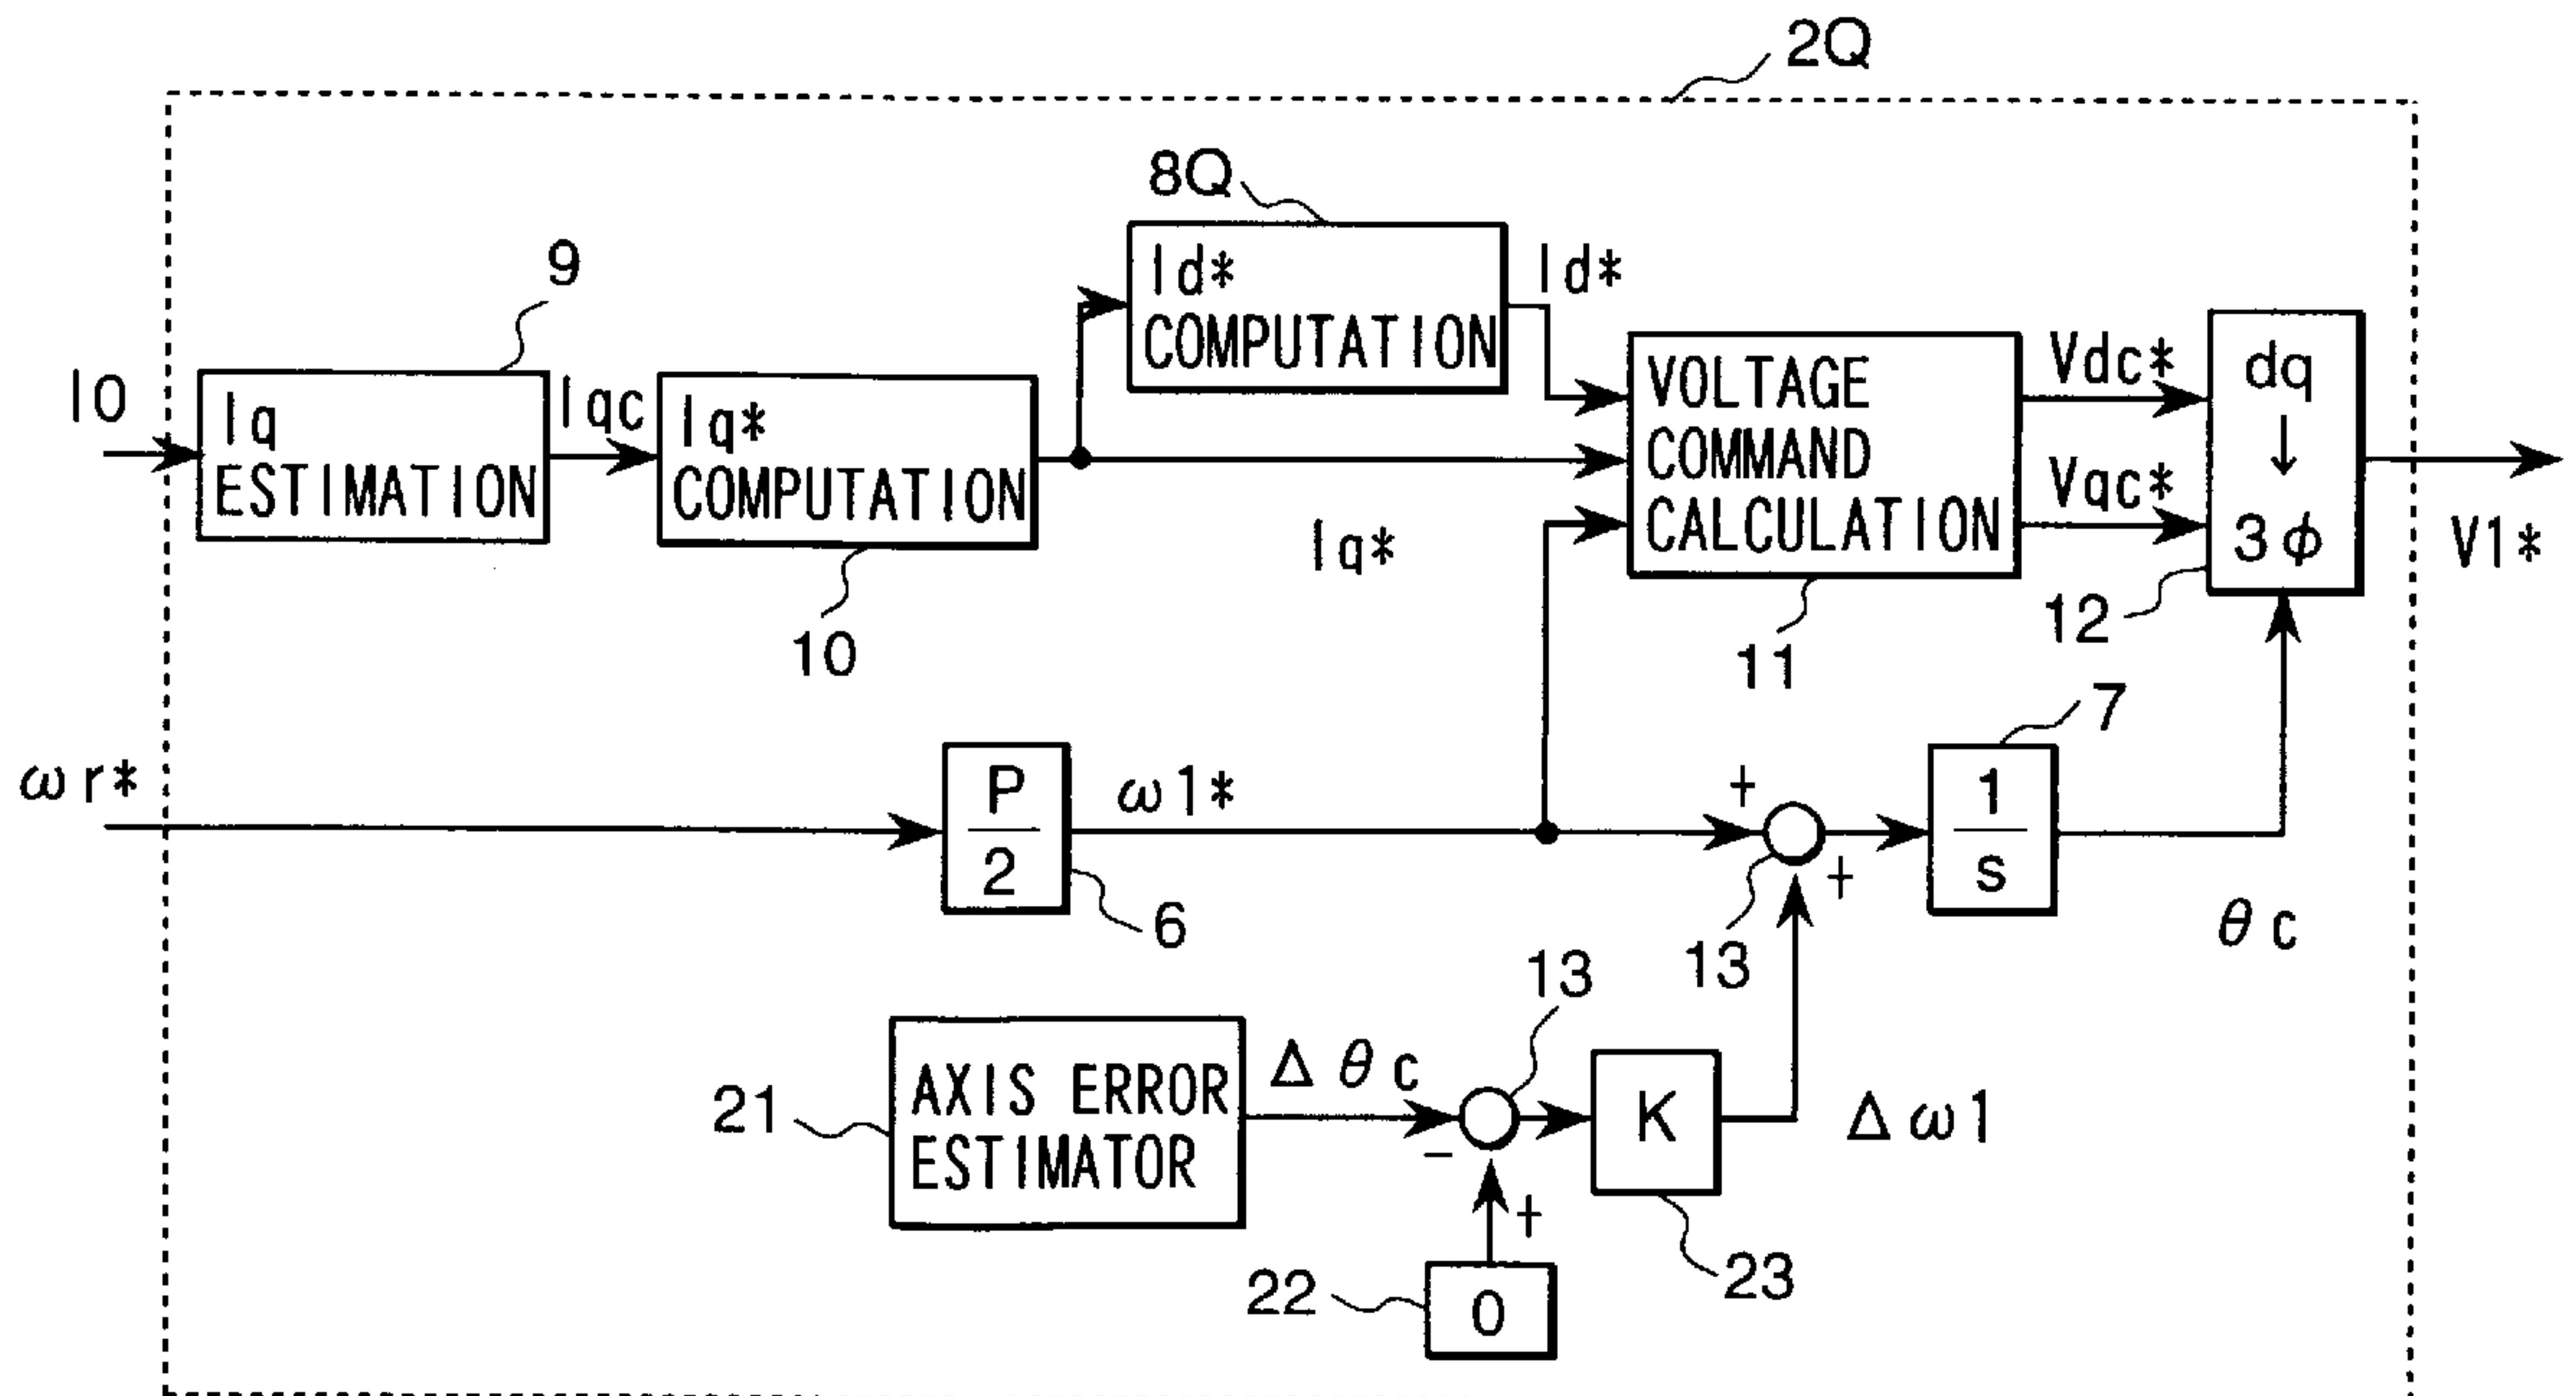 2Q
8Q
9
Id*
COMPUTATION
Id*
I0
Iq
ESTIMATION
Iqc
Iq*
COMPUTATION
VOLTAGE
COMMAND
CALCULATION
Vdc*
Vqc*
dq
↓
3φ
V1*
Iq*
10
11
12
7
ωr*
P
2
ω1*
+
+
1
s
6
13
θc
13
21
AXIS ERROR
ESTIMATOR
Δθc
-
+
K
Δω1
22
0
23